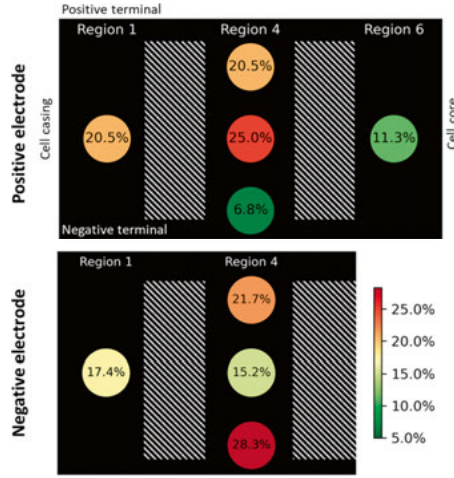 Positive terminal
Region 1 Region 4 Region 6
20.5%
Positive electrode
Cell casing
20.5% 25.0% 11.3%
Cell core
6.8%
Negative terminal
Region 1 Region 4
21.7%
25.0%
Negative electrode
20.0%
17.4% 15.2%
15.0%
10.0%
28.3%
5.0%